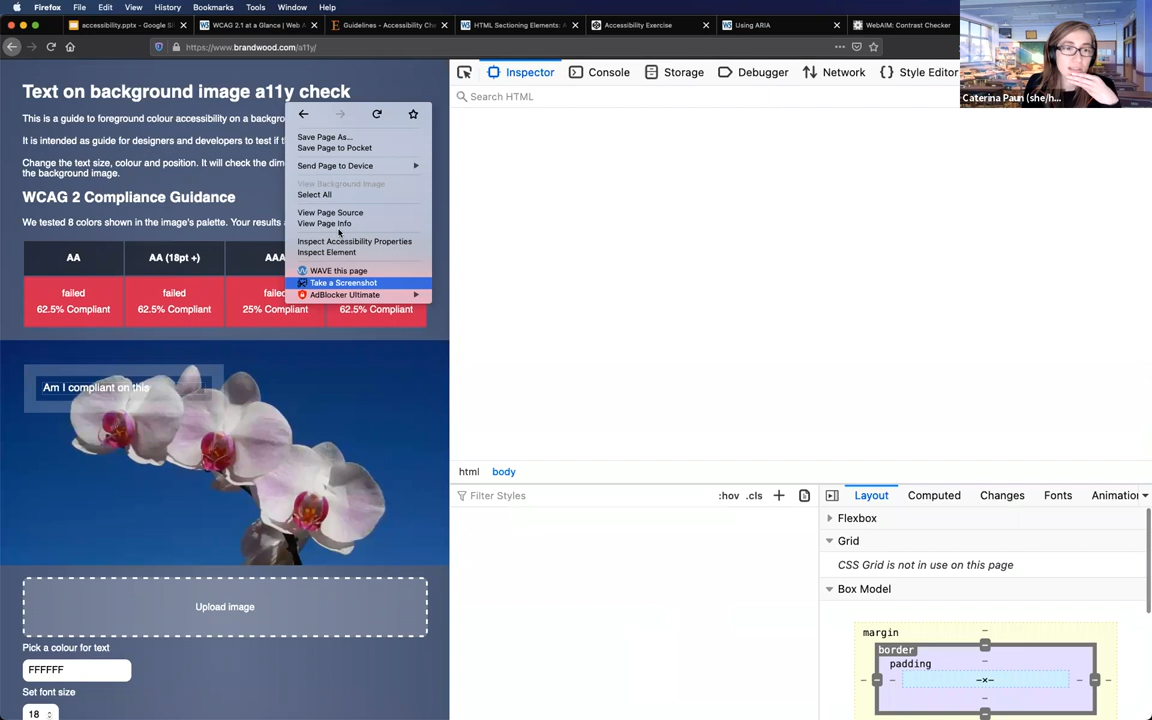 Firefox File Edit View History Bookmarks Tools Window Help
accessibility.pptx - Google S
WCAG 2.1 at a Glance | Web A
Guidelines - Accessibility Ch
HTML Sectioning Elements: A
Accessibility Exercise
Using ARIA
WebAIM: Contrast Checker
https://www.brandwood.com/a11y/
Caterina Paun (she/h...
Text on background image a11y check
This is a guide to foreground colour accessibility on a backgro
It is intended as guide for designers and developers to test if t
Change the text size, colour and position. It will check the dim
the background image.
WCAG 2 Compliance Guidance
We tested 8 colors shown in the image's palette. Your results a
AA AA (18pt +) AAA
failed failed failed
62.5% Compliant 62.5% Compliant 25% Compliant 62.5% Compliant
Save Page As...
Save Page to Pocket
Send Page to Device
View Background Image
Select All
View Page Source
View Page Info
Inspect Accessibility Properties
Inspect Element
WAVE this page
Take a Screenshot
AdBlocker Ultimate
Am I compliant on this
Upload image
Pick a colour for text
FFFFFF
Set font size
18
Inspector Console Storage Debugger Network Style Editor
Search HTML
html body
Filter Styles :hov .cls +
Layout Computed Changes Fonts Animation
Flexbox
Grid
CSS Grid is not in use on this page
Box Model
margin –
border –
padding –
– – – –×– – – –
–